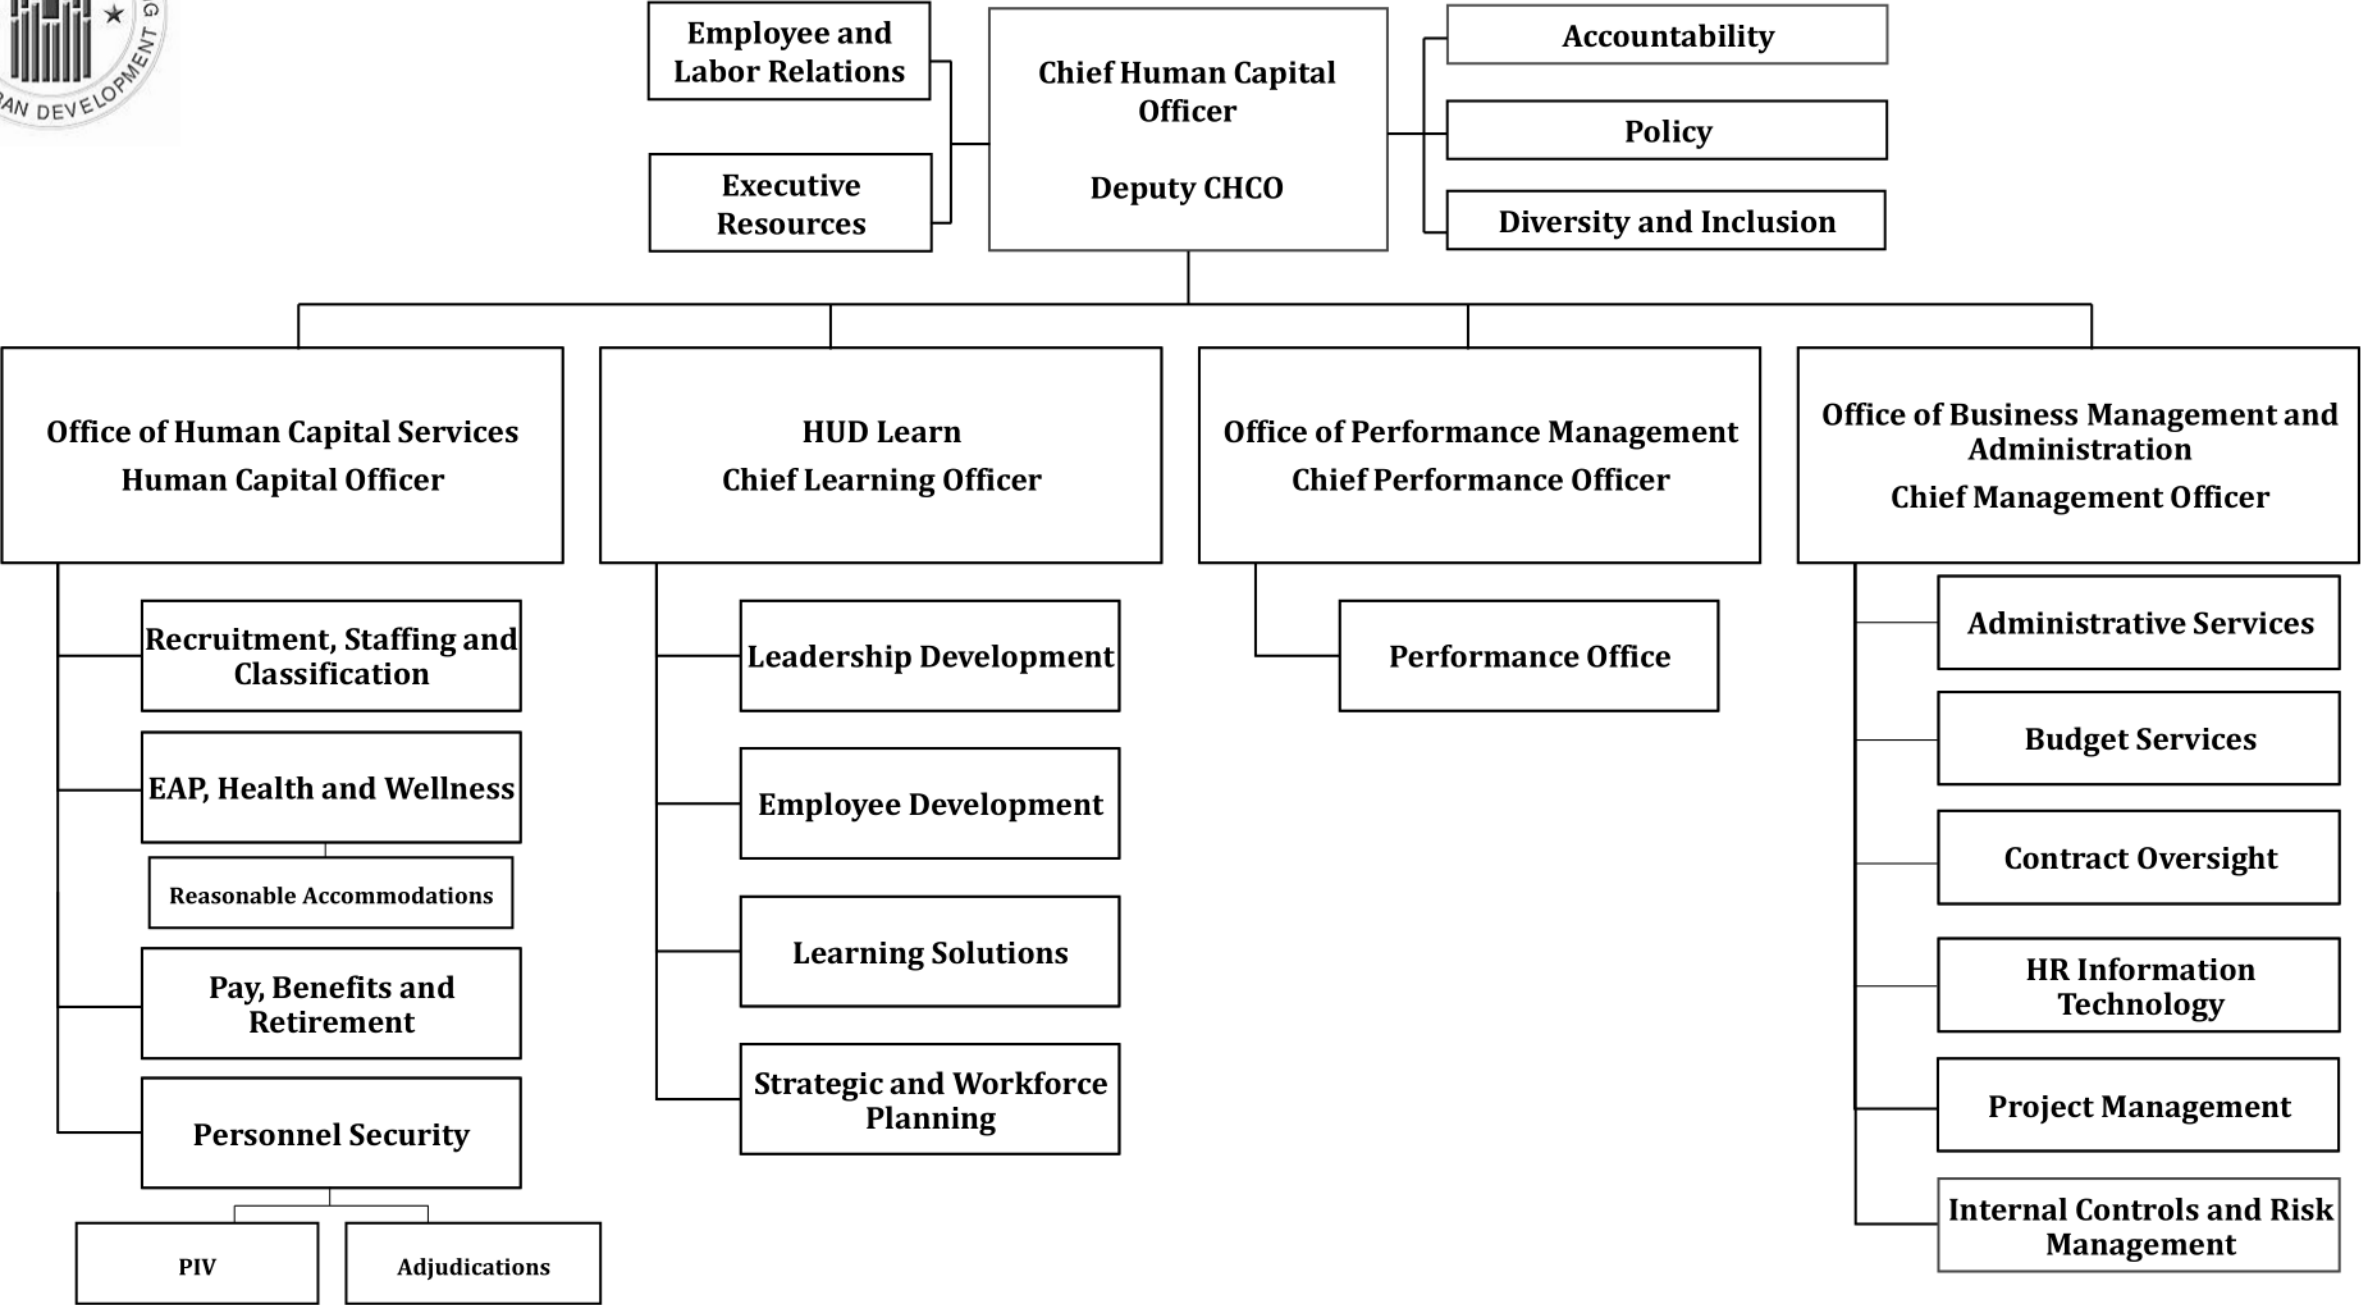 G
AN DEVELOPMENT
Employee and
Labor Relations
Executive
Resources
Chief Human Capital
Officer
Deputy CHCO
Accountability
Policy
Diversity and Inclusion
Office of Human Capital Services
Human Capital Officer
HUD Learn
Chief Learning Officer
Office of Performance Management
Chief Performance Officer
Office of Business Management and
Administration
Chief Management Officer
Recruitment, Staffing and
Classification
EAP, Health and Wellness
Reasonable Accommodations
Pay, Benefits and
Retirement
Personnel Security
PIV
Adjudications
Leadership Development
Employee Development
Learning Solutions
Strategic and Workforce
Planning
Performance Office
Administrative Services
Budget Services
Contract Oversight
HR Information
Technology
Project Management
Internal Controls and Risk
Management